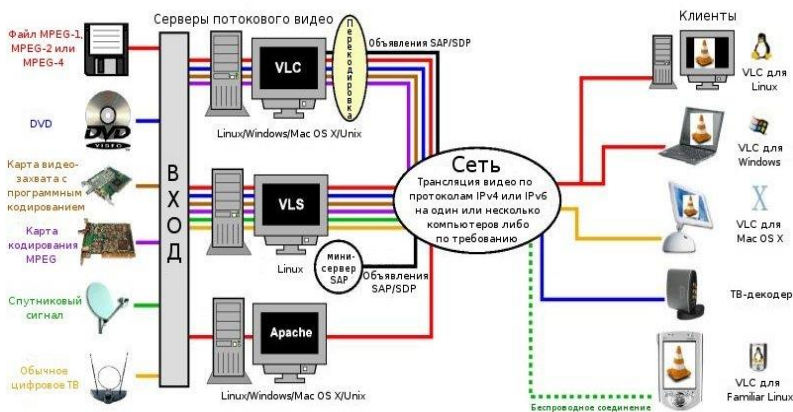 Серверы потокового видео
Клиенты
Файл MPEG-1,
MPEG-2 или
MPEG-4
DVD
DVD
VIDEO
Карта видео-
захвата с
программным
кодированием
Карта
кодирования
MPEG
Спутниковый
сигнал
Обычное
цифровое ТВ
ВХОД
VLC
Перекодировка
Объявления SAP/SDP
Linux/Windows/Mac OS X/Unix
VLS
Linux
мини-
сервер
SAP
Объявления
SAP/SDP
Apache
Linux/Windows/Mac OS X/Unix
Сеть
Трансляция видео по
протоколам IPv4 или IPv6
на один или несколько
компьютеров либо
по требованию
VLC для
Linux
VLC для
Windows
X
VLC для
Mac OS X
ТВ-декодер
VLC для
Familiar Linux
Беспроводное соединение